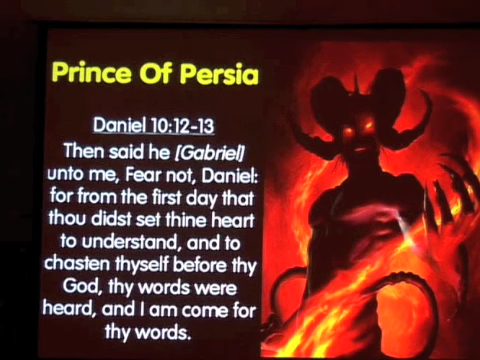 Prince Of Persia
Daniel 10:12-13
Then said he [Gabriel]
unto me, Fear not, Daniel:
for from the first day that
thou didst set thine heart
to understand, and to
chasten thyself before thy
God, thy words were
heard, and I am come for
thy words.